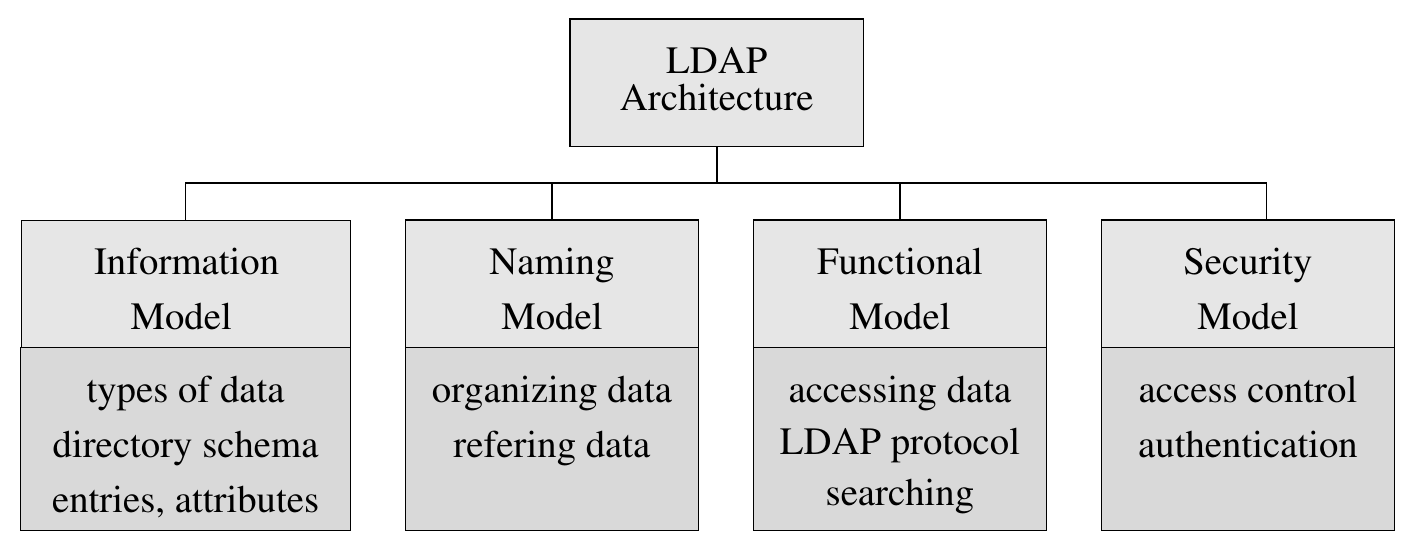 LDAP
Architecture
Information
Model
types of data
directory schema
entries, attributes
Naming
Model
organizing data
refering data
Functional
Model
accessing data
LDAP protocol
searching
Security
Model
access control
authentication